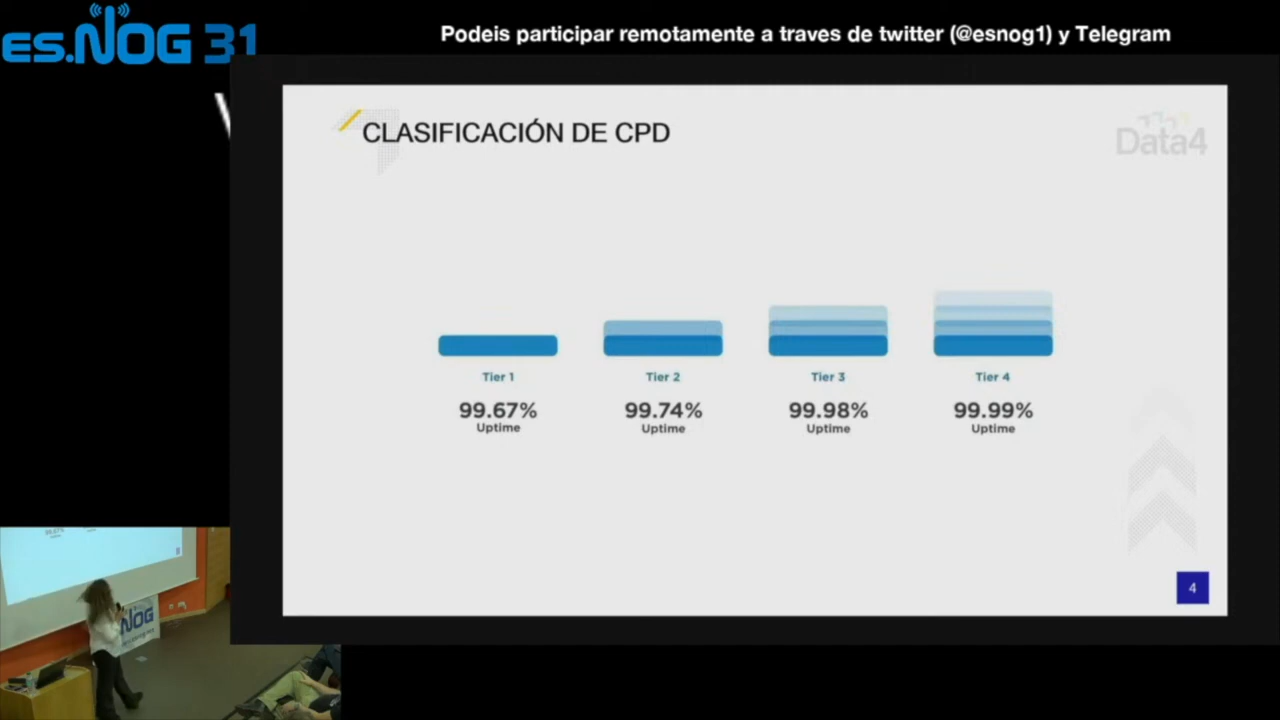 es.NOG 31
Podeis participar remotamente a traves de twitter (@esnog1) y Telegram
CLASIFICACIÓN DE CPD
Data4
Tier 1
99.67%
Uptime
Tier 2
99.74%
Uptime
Tier 3
99.98%
Uptime
Tier 4
99.99%
Uptime
4
NOG